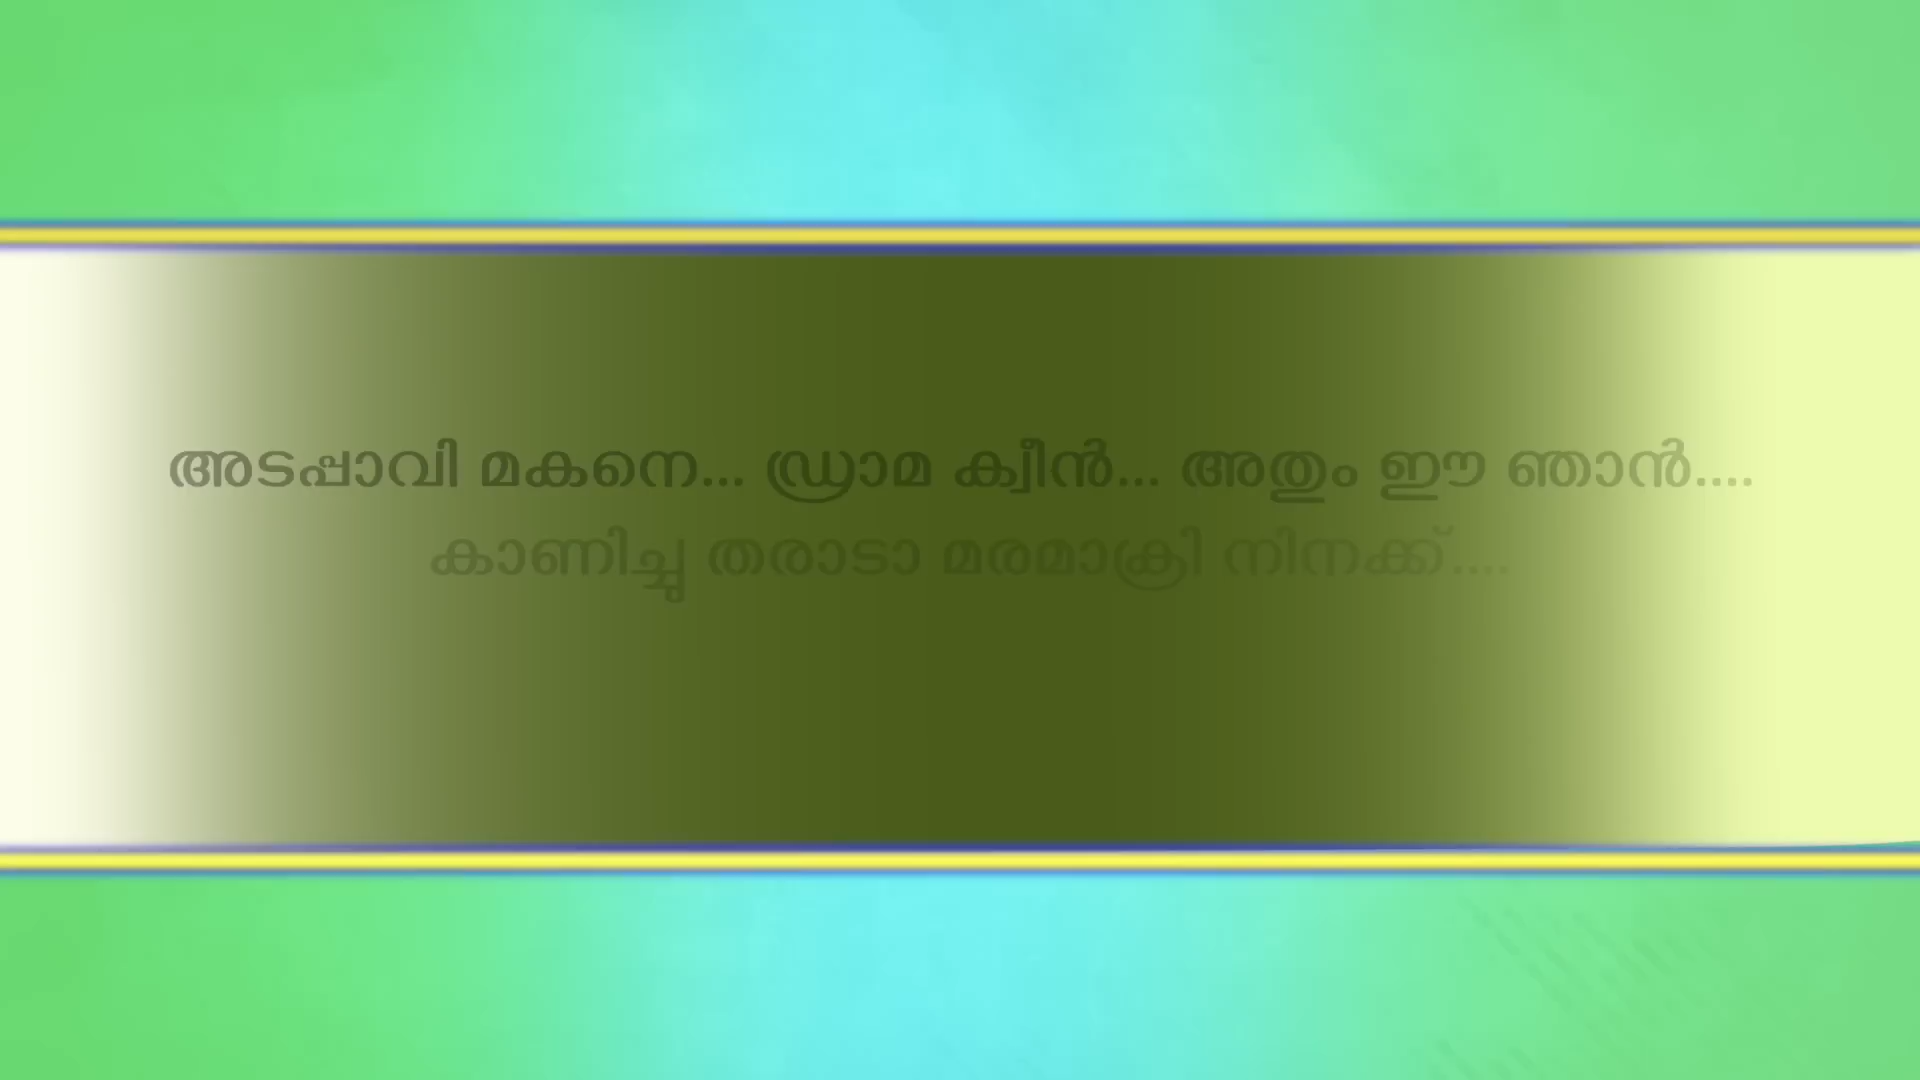 അടപ്പാവി മകനെ... ഡ്രാമ ക്വീൻ... അതും ഈ ഞാൻ....
കാണിച്ചു തരാടാ മരമാക്രി നിനക്ക്....